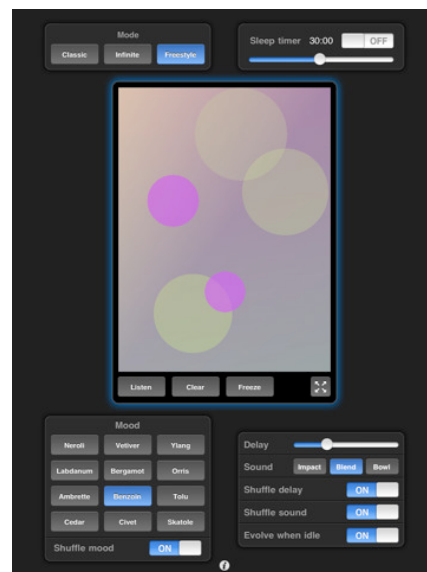 Mode
Classic Infinite Freestyle
Sleep timer 30:00 OFF
Listen Clear Freeze
Mood
Neroli Vetiver Ylang
Labdanum Bergamot Orris
Ambrette Benzoin Tolu
Cedar Civet Skatole
Shuffle mood ON
Delay
Sound Impact Blend Bowl
Shuffle delay ON
Shuffle sound ON
Evolve when idle ON
i